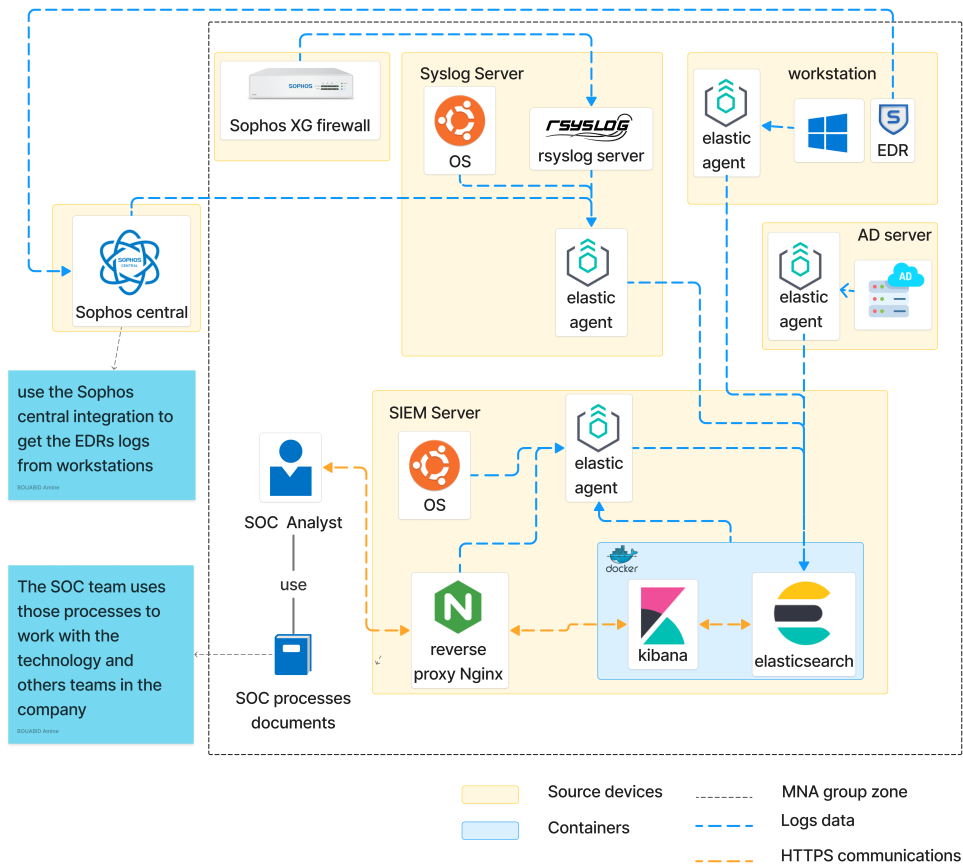 Syslog Server
workstation
SOPHOS
Sophos XG firewall
OS
RSYSLOG
rsyslog server
elastic
agent
S
EDR
AD server
SOPHOS
CENTRAL
Sophos central
elastic
agent
elastic
agent
AD
use the Sophos
central integration to
get the EDRs logs
from workstations
BOUABID Amine
SIEM Server
OS
elastic
agent
SOC Analyst
use
SOC processes
documents
N
reverse
proxy Nginx
docker
kibana
elasticsearch
The SOC team uses
those processes to
work with the
technology and
others teams in the
company
BOUABID Amine
Source devices
MNA group zone
Containers
Logs data
HTTPS communications